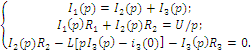 I₁(p) = I₂(p) + I₃(p);
I₁(p)R₁ + I₂(p)R₂ = U/p;
I₂(p)R₂ − L[pI₃(p) − i₃(0)] − I₃(p)R₃ = 0.